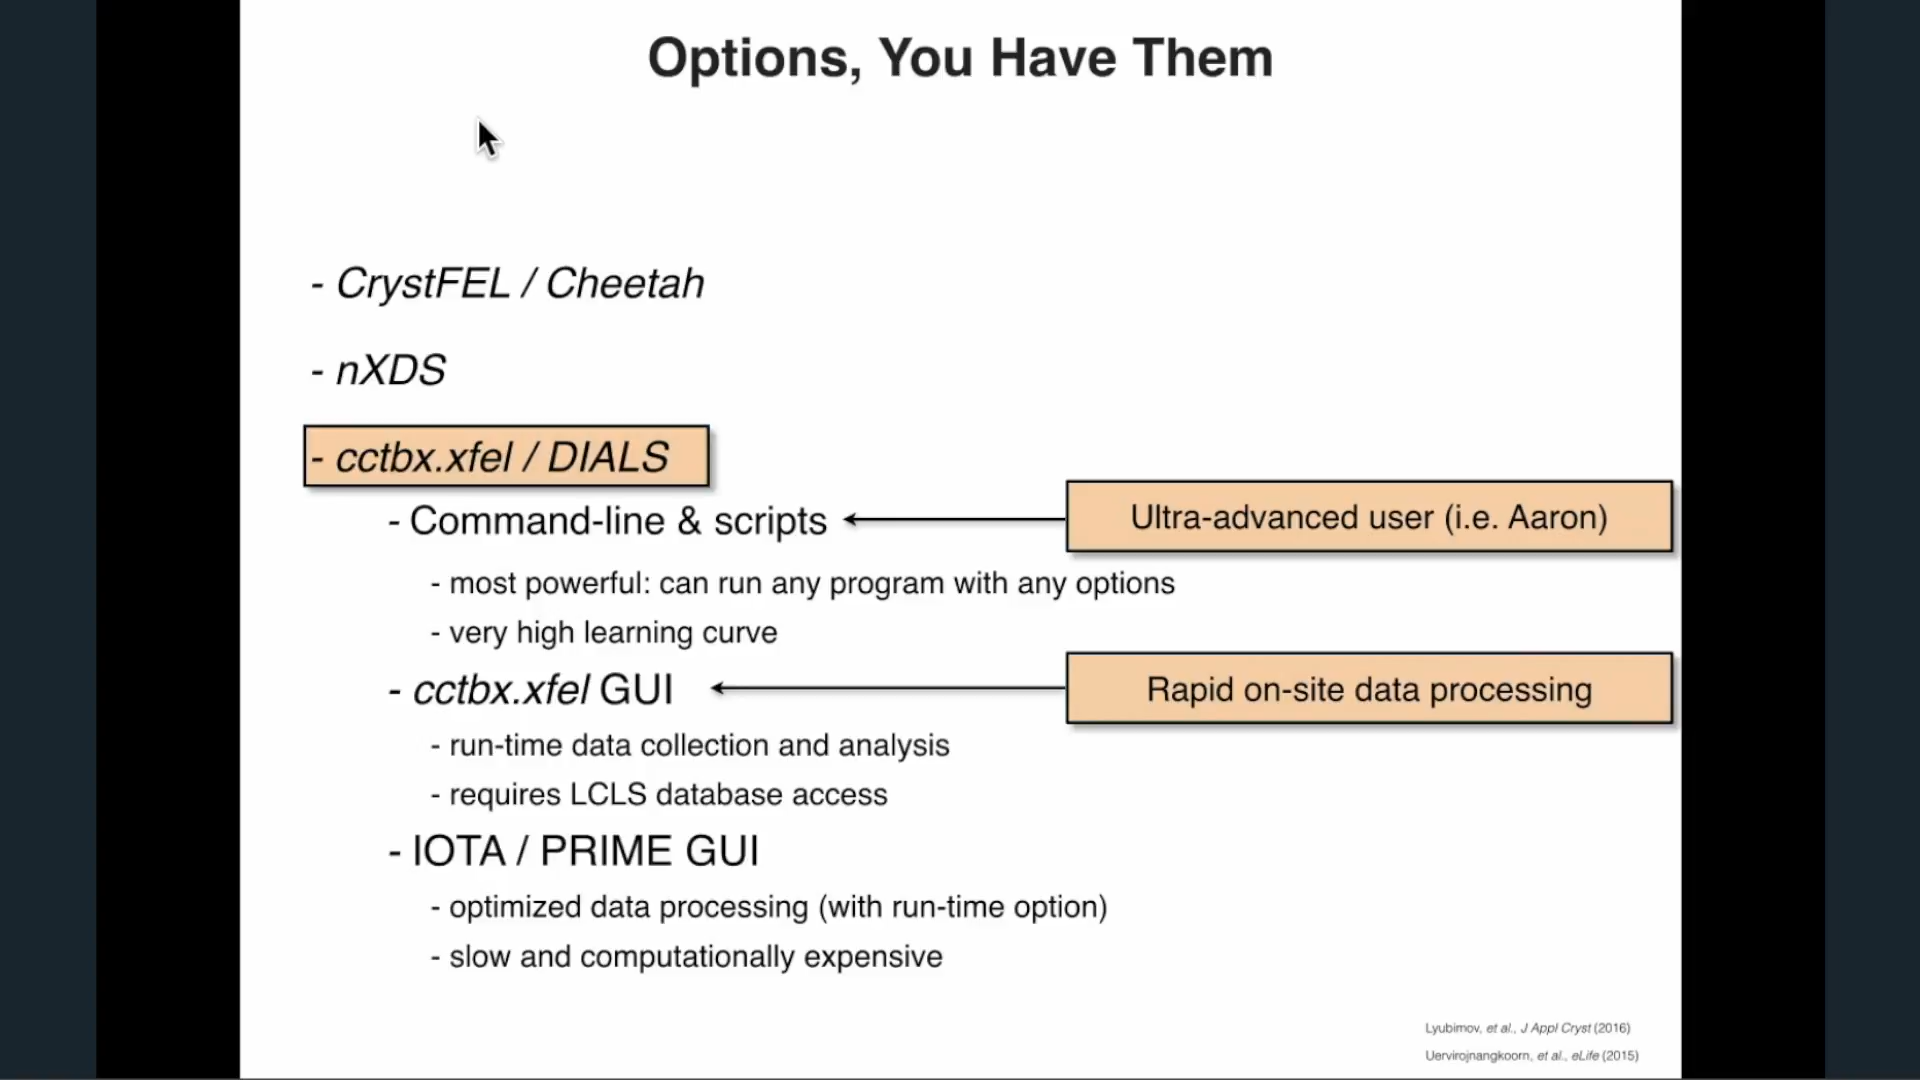 Options, You Have Them
- CrystFEL / Cheetah
- nXDS
- cctbx.xfel / DIALS
- Command-line & scripts
Ultra-advanced user (i.e. Aaron)
- most powerful: can run any program with any options
- very high learning curve
- cctbx.xfel GUI
Rapid on-site data processing
- run-time data collection and analysis
- requires LCLS database access
- IOTA / PRIME GUI
- optimized data processing (with run-time option)
- slow and computationally expensive
Lyubimov, et al., J Appl Cryst (2016)
Uervirojnangkoorn, et al., eLife (2015)